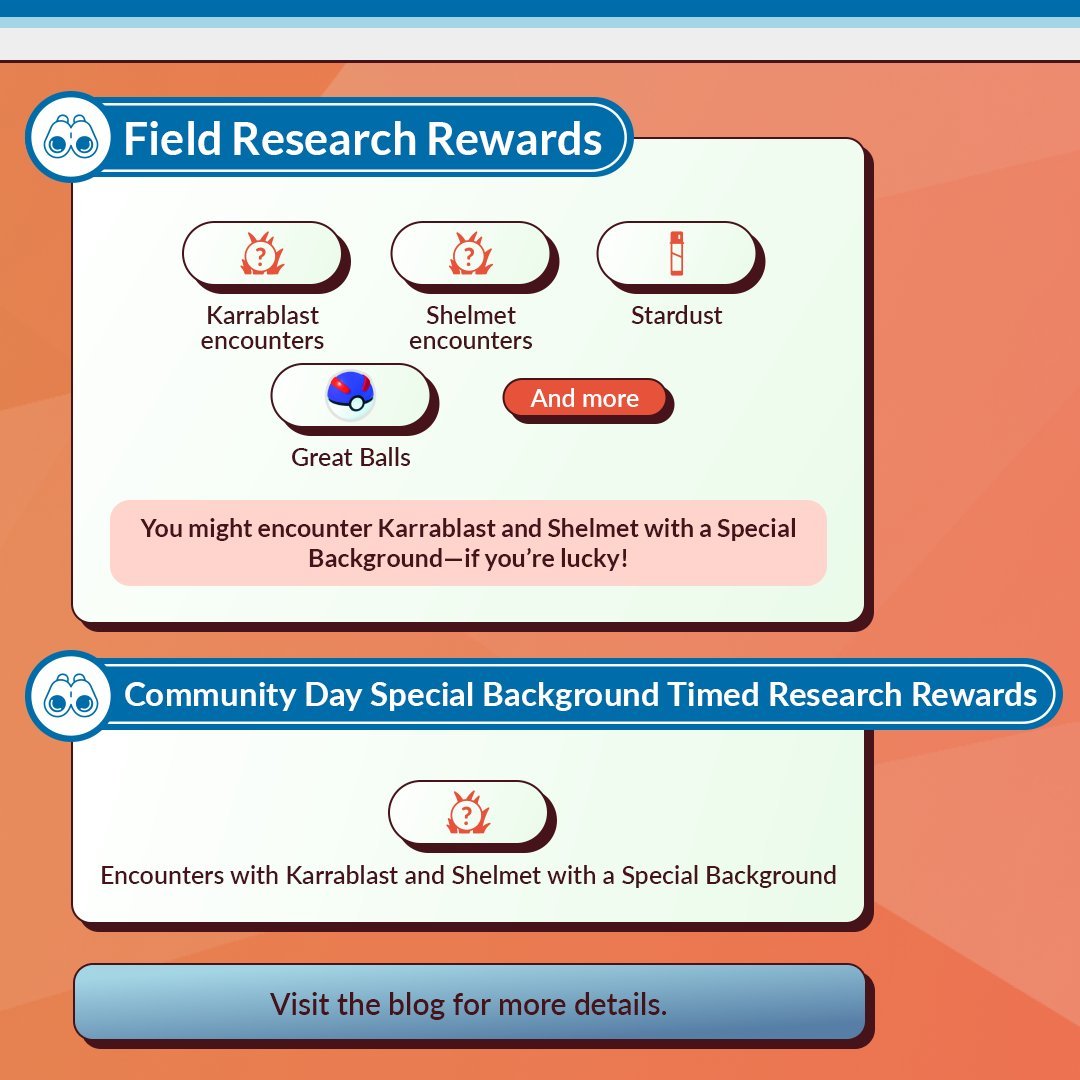 Field Research Rewards
Karrablast
encounters
Shelmet
encounters
Stardust
Great Balls
And more
You might encounter Karrablast and Shelmet with a Special
Background—if you’re lucky!
Community Day Special Background Timed Research Rewards
Encounters with Karrablast and Shelmet with a Special Background
Visit the blog for more details.